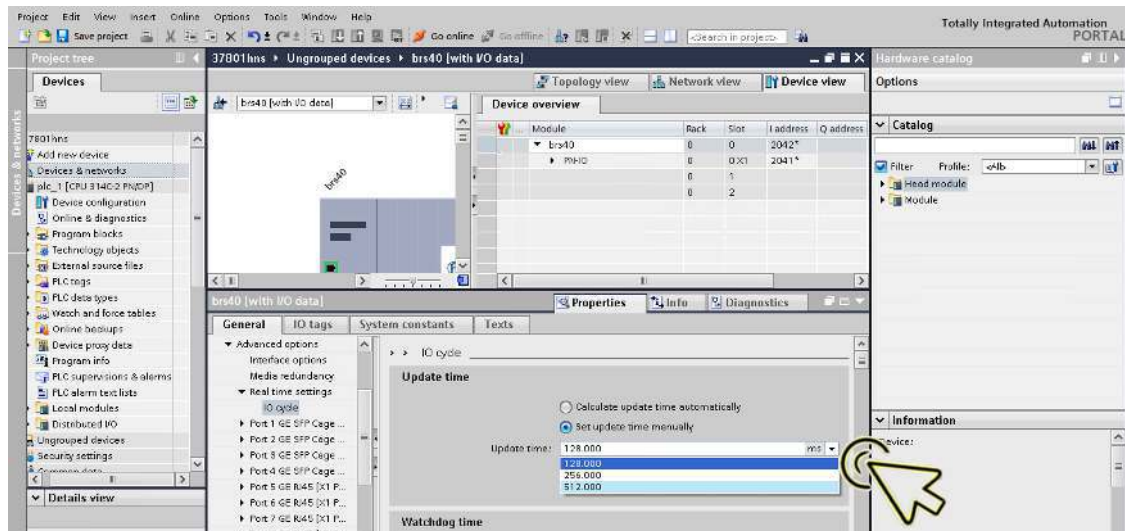 Project Edit View Insert Online Options Tools Window Help
Totally Integrated Automation
PORTAL
Save project
Go online
Go offline
<Search in project>
Project tree
37801hns ▸ Ungrouped devices ▸ brs40 [with I/O data]
Hardware catalog
Devices
Topology view
Network view
Device view
Options
Devices & networks
brs40 [with I/O data]
Device overview
Module
Rack
Slot
I address
Q address
brs40 0 0 2042*
PN-IO 0 0 X1 2041*
0 1
0 2
brs40
Catalog
Filter Profile:
Head module
Module
7801hns
Add new device
Devices & networks
plc_1 [CPU 314C-2 PN/DP]
Device configuration
Online & diagnostics
Program blocks
Technology objects
External source files
PLC tags
PLC data types
Watch and force tables
Online backups
Device proxy data
Program info
PLC supervisions & alarms
PLC alarm text lists
Local modules
Distributed I/O
Ungrouped devices
Security settings
Common data
Details view
brs40 [with I/O data]
Properties
Info
Diagnostics
General
IO tags
System constants
Texts
Advanced options
Interface options
Media redundancy
Real time settings
IO cycle
Port 1 GE SFP Cage ...
Port 2 GE SFP Cage ...
Port 3 GE SFP Cage ...
Port 4 GE SFP Cage ...
Port 5 GE RJ45 [X1 P...
Port 6 GE RJ45 [X1 P...
Port 7 GE RJ45 [X1 P...
> > IO cycle
Update time
Calculate update time automatically
Set update time manually
Update time: 128.000 ms
128.000
256.000
512.000
Watchdog time
Information
Device: